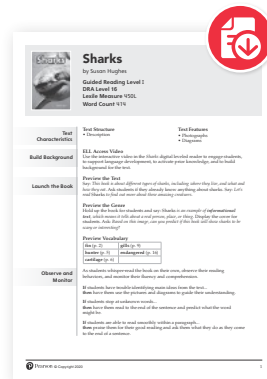 Sharks
Sharks
by Susan Hughes
Guided Reading Level I
DRA Level 16
Lexile Measure 450L
Word Count 479
Text
Characteristics
Text Structure
• Description
Text Features
• Photographs
• Diagrams
Build Background
ELL Access Video
Use the interactive video in the Sharks digital leveled reader to engage students,
to support language development, to activate prior knowledge, and to build
background for the text.
Launch the Book
Preview the Text
Say: This book is about different types of sharks, including where they live, and what and
how they eat. Ask students if they already know anything about sharks. Say: Let's
read Sharks to find out more about these amazing creatures.
Preview the Genre
Hold up the book for students and say: Sharks is an example of informational
text, which means it tells about a real person, place, or thing. Display the cover for
students. Ask: Based on this image, can you predict if this book will show sharks to be
scary or interesting?
Preview Vocabulary
fin (p. 2) gills (p. 9)
hunter (p. 5) endangered (p. 16)
cartilage (p. 6)
Observe and
Monitor
As students whisper-read the book on their own, observe their reading
behaviors, and monitor their fluency and comprehension.
If students have trouble identifying main ideas from the text...
then have them use the pictures and diagrams to guide their understanding.
If students stop at unknown words...
then have them read to the end of the sentence and predict what the word
might be.
If students are able to read smoothly within a paragraph...
then praise them for their good reading and ask them what they do as they come
to the end of a sentence.
Pearson © Copyright 2020
1